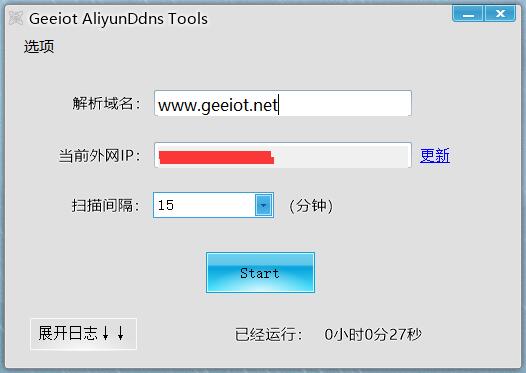 Geeiot AliyunDdns Tools
选项
解析域名： www.geeiot.net
当前外网IP： 更新
扫描间隔： 15 （分钟）
Start
展开日志↓↓ 已经运行： 0小时0分27秒